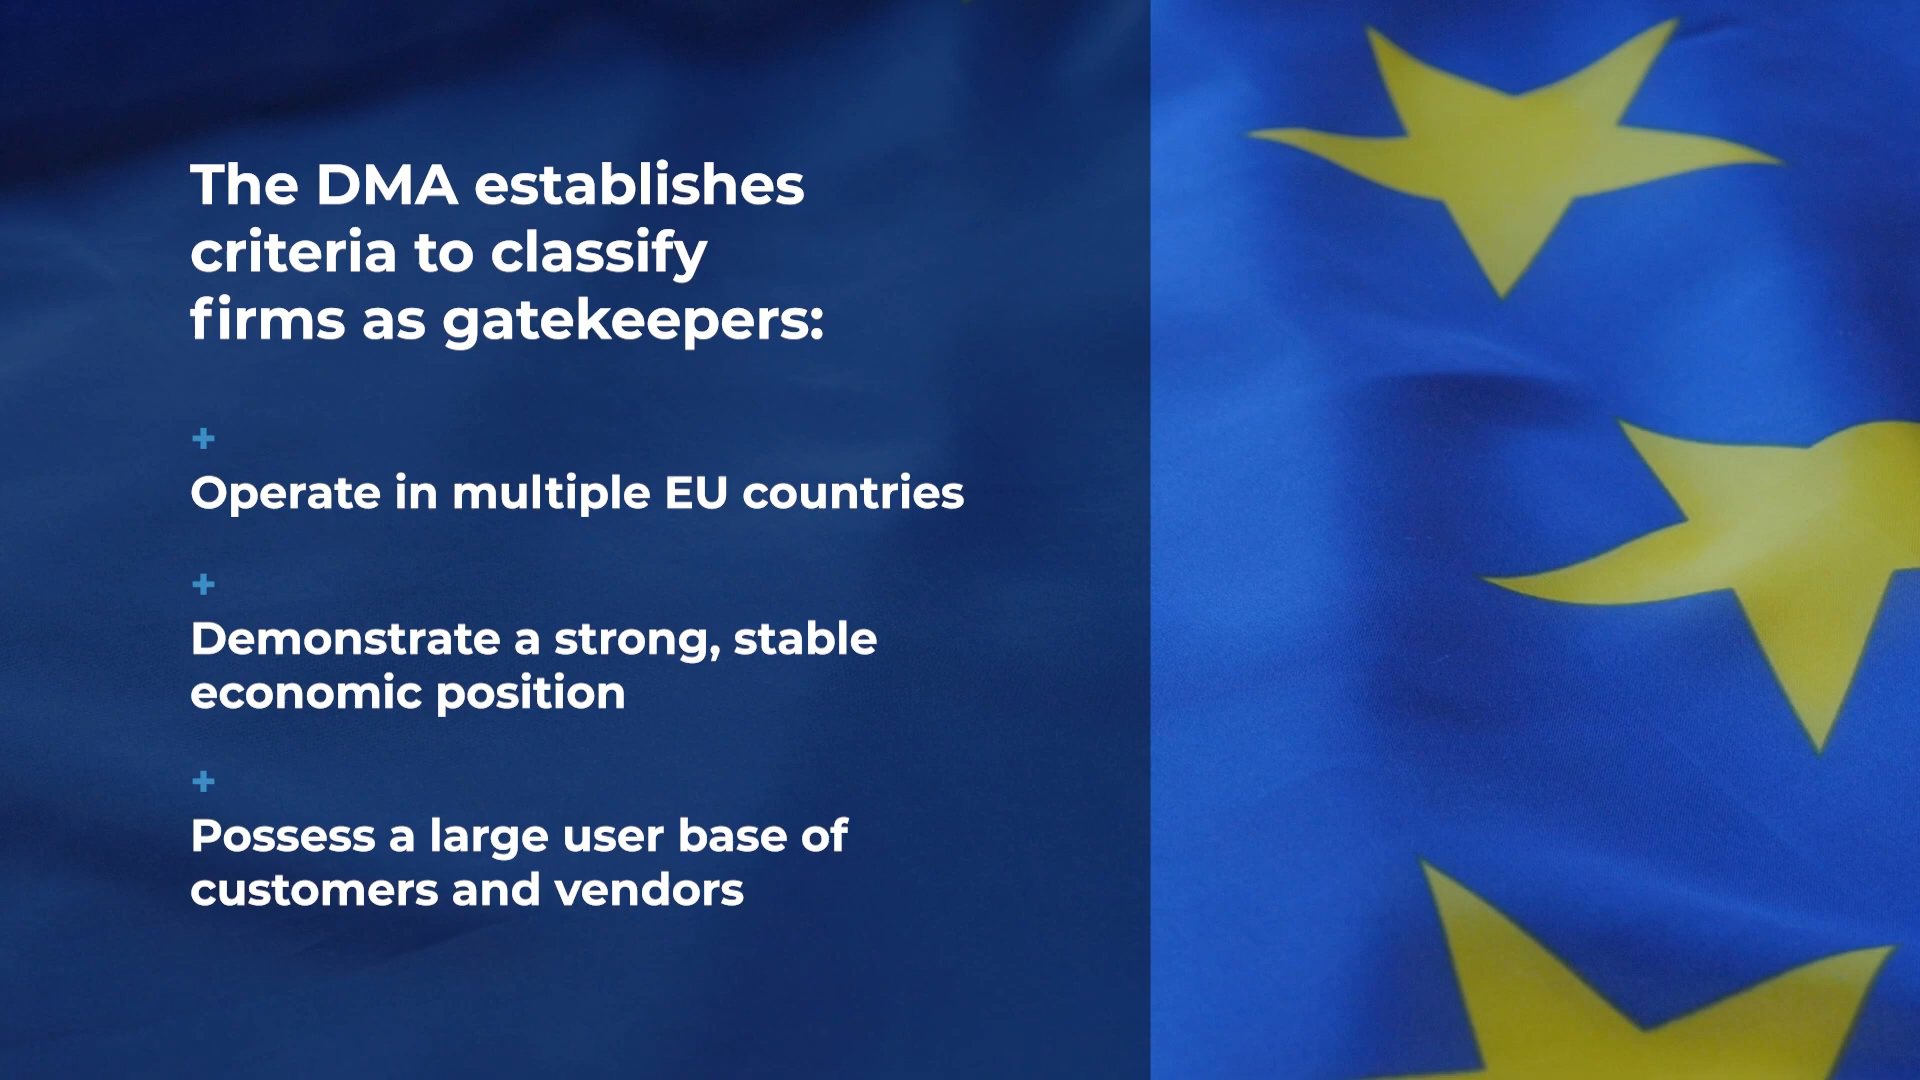 The DMA establishes
criteria to classify
firms as gatekeepers:
+
Operate in multiple EU countries
+
Demonstrate a strong, stable
economic position
+
Possess a large user base of
customers and vendors